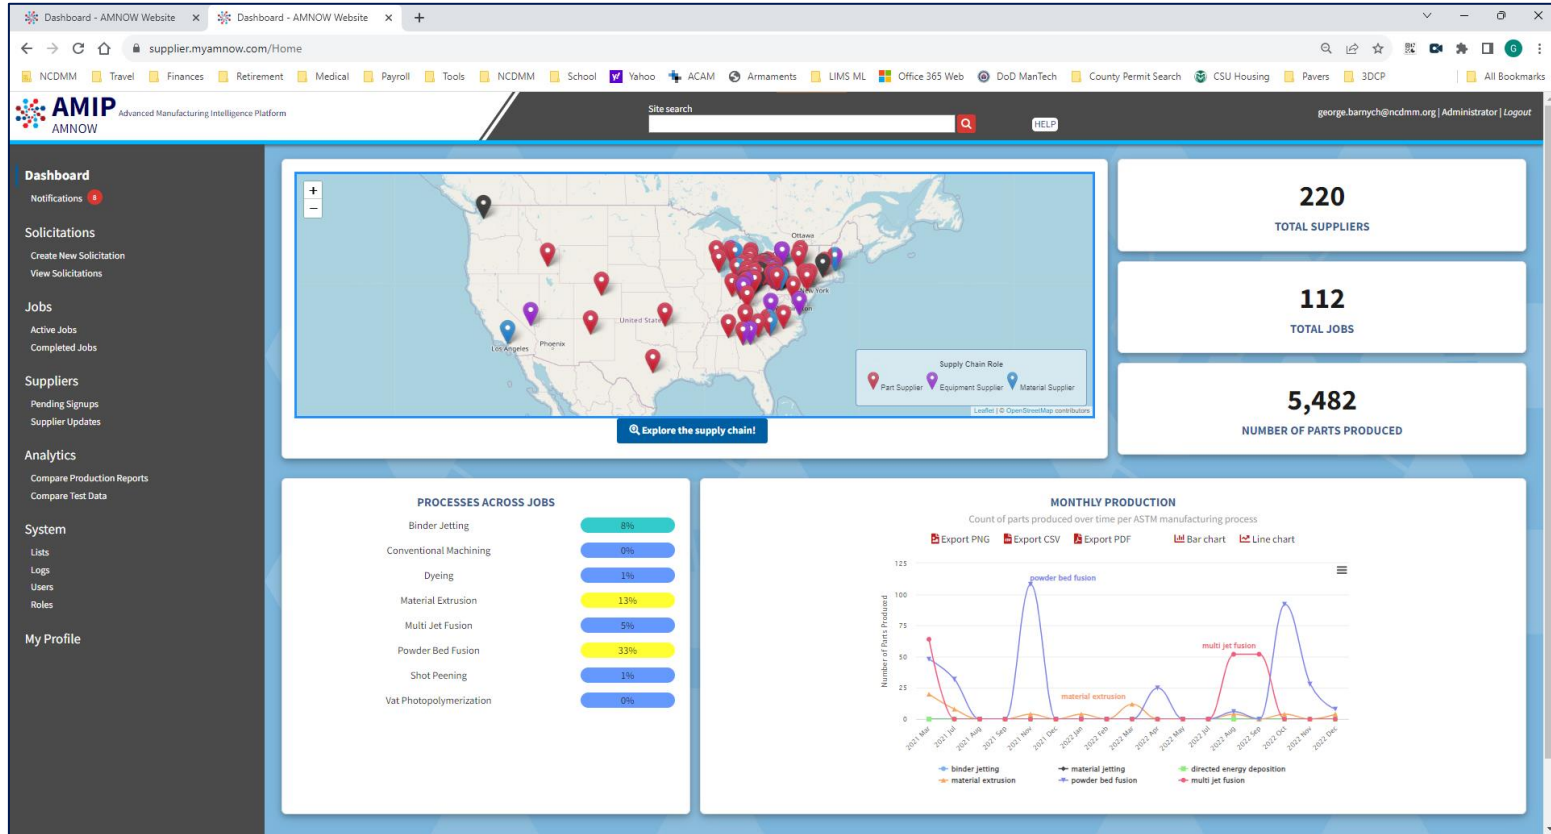 Dashboard - AMNOW Website
Dashboard - AMNOW Website
supplier.myamnow.com/Home
NCDMM Travel Finances Retirement Medical Payroll Tools NCDMM School Yahoo ACAM Armaments LIMS ML Office 365 Web DoD ManTech County Permit Search CSU Housing Pavers 3DCP All Bookmarks
AMIP Advanced Manufacturing Intelligence Platform
AMNOW
Site search
HELP
george.barnych@ncdmm.org | Administrator | Logout
Dashboard
Notifications 8
Solicitations
Create New Solicitation
View Solicitations
Jobs
Active Jobs
Completed Jobs
Suppliers
Pending Signups
Supplier Updates
Analytics
Compare Production Reports
Compare Test Data
System
Lists
Logs
Users
Roles
My Profile
+
−
Ottawa
New York
United States
Los Angeles
Phoenix
Supply Chain Role
Part Supplier Equipment Supplier Material Supplier
Leaflet | © OpenStreetMap contributors
Explore the supply chain!
220
TOTAL SUPPLIERS
112
TOTAL JOBS
5,482
NUMBER OF PARTS PRODUCED
PROCESSES ACROSS JOBS
Binder Jetting 8%
Conventional Machining 0%
Dyeing 1%
Material Extrusion 13%
Multi Jet Fusion 5%
Powder Bed Fusion 33%
Shot Peening 1%
Vat Photopolymerization 0%
MONTHLY PRODUCTION
Count of parts produced over time per ASTM manufacturing process
Export PNG Export CSV Export PDF Bar chart Line chart
Number of Parts Produced
125
100
75
50
25
0
powder bed fusion
multi jet fusion
material extrusion
2021 Mar 2021 Jul 2021 Aug 2021 Sep 2021 Nov 2021 Dec 2022 Jan 2022 Feb 2022 Mar 2022 Apr 2022 May 2022 Jul 2022 Aug 2022 Sep 2022 Oct 2022 Nov 2022 Dec
binder jetting material jetting directed energy deposition
material extrusion powder bed fusion multi jet fusion